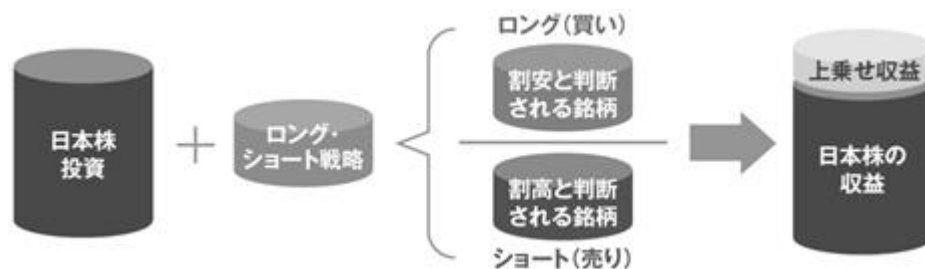 日本株
投資
+
ロング・
ショート戦略
ロング(買い)
割安と判断
される銘柄
割高と判断
される銘柄
ショート(売り)
上乗せ収益
日本株の
収益